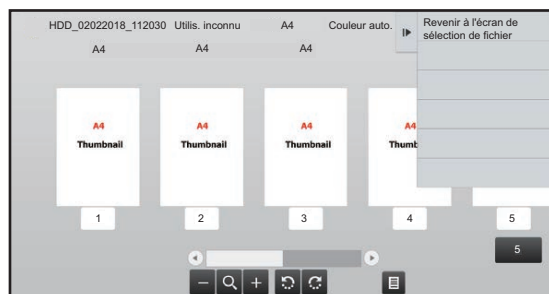 HDD_02022018_112030 Utilis. inconnu A4 Couleur auto.
Revenir à l'écran de
sélection de fichier
A4 A4 A4
A4 A4 A4 A4
Thumbnail Thumbnail Thumbnail Thumb
1 2 3 4 5
5